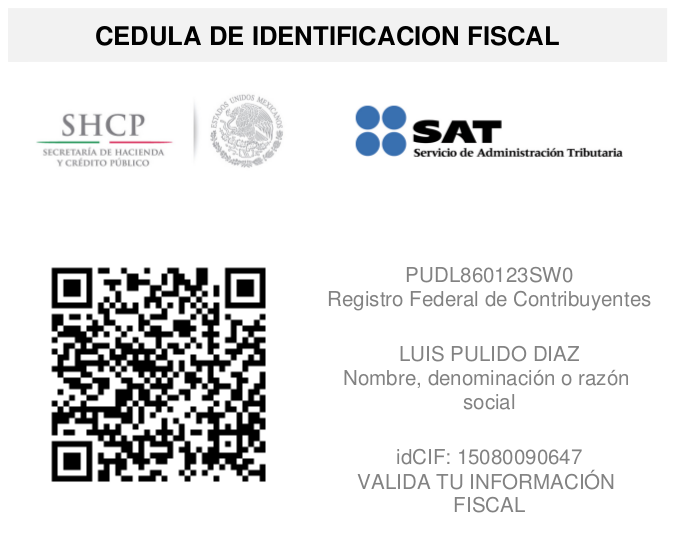 CEDULA DE IDENTIFICACION FISCAL
SHCP
SECRETARÍA DE HACIENDA
Y CRÉDITO PÚBLICO
ESTADOS UNIDOS MEXICANOS
SAT
Servicio de Administración Tributaria
PUDL860123SW0
Registro Federal de Contribuyentes
LUIS PULIDO DIAZ
Nombre, denominación o razón
social
idCIF: 15080090647
VALIDA TU INFORMACIÓN
FISCAL